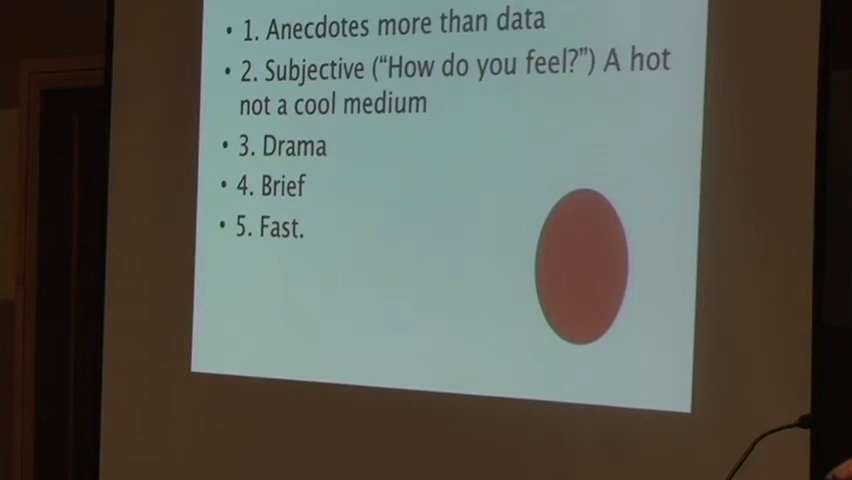 • 1. Anecdotes more than data
• 2. Subjective (“How do you feel?”) A hot
not a cool medium
• 3. Drama
• 4. Brief
• 5. Fast.